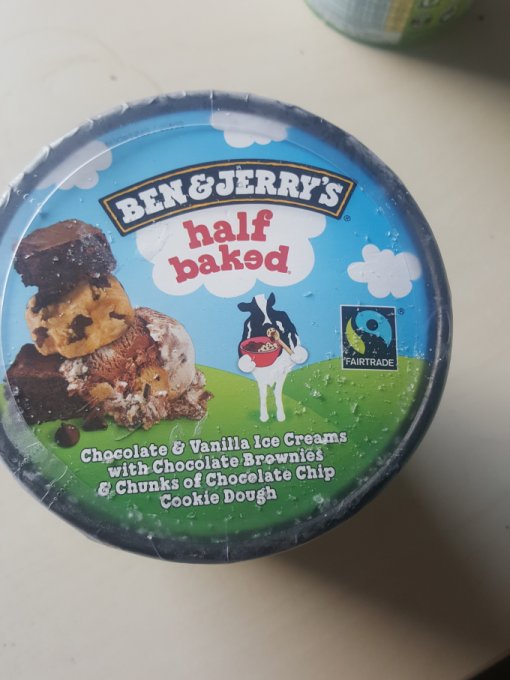 BEN & JERRY'S
half
baked
FAIRTRADE
Chocolate & Vanilla Ice Creams
with Chocolate Brownies
& Chunks of Chocolate Chip
Cookie Dough